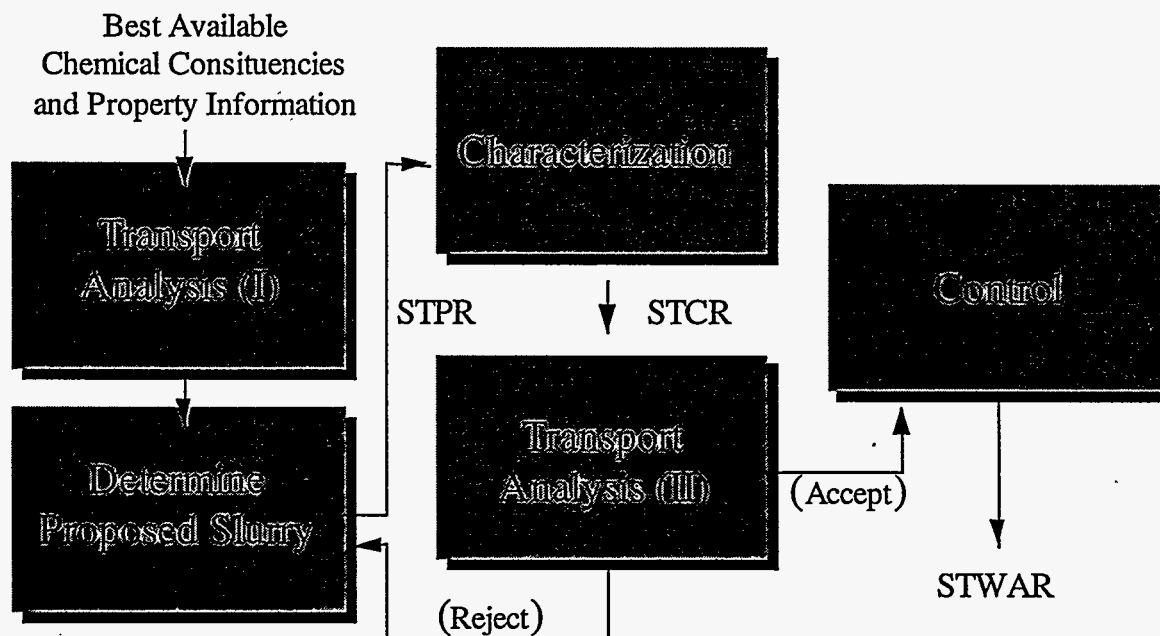 Best Available
Chemical Consituencies
and Property Information
Transport
Analysis (I)
Determine
Proposed Slurry
STPR
Characterization
STCR
Transport
Analysis (II)
(Accept)
(Reject)
Control
STWAR